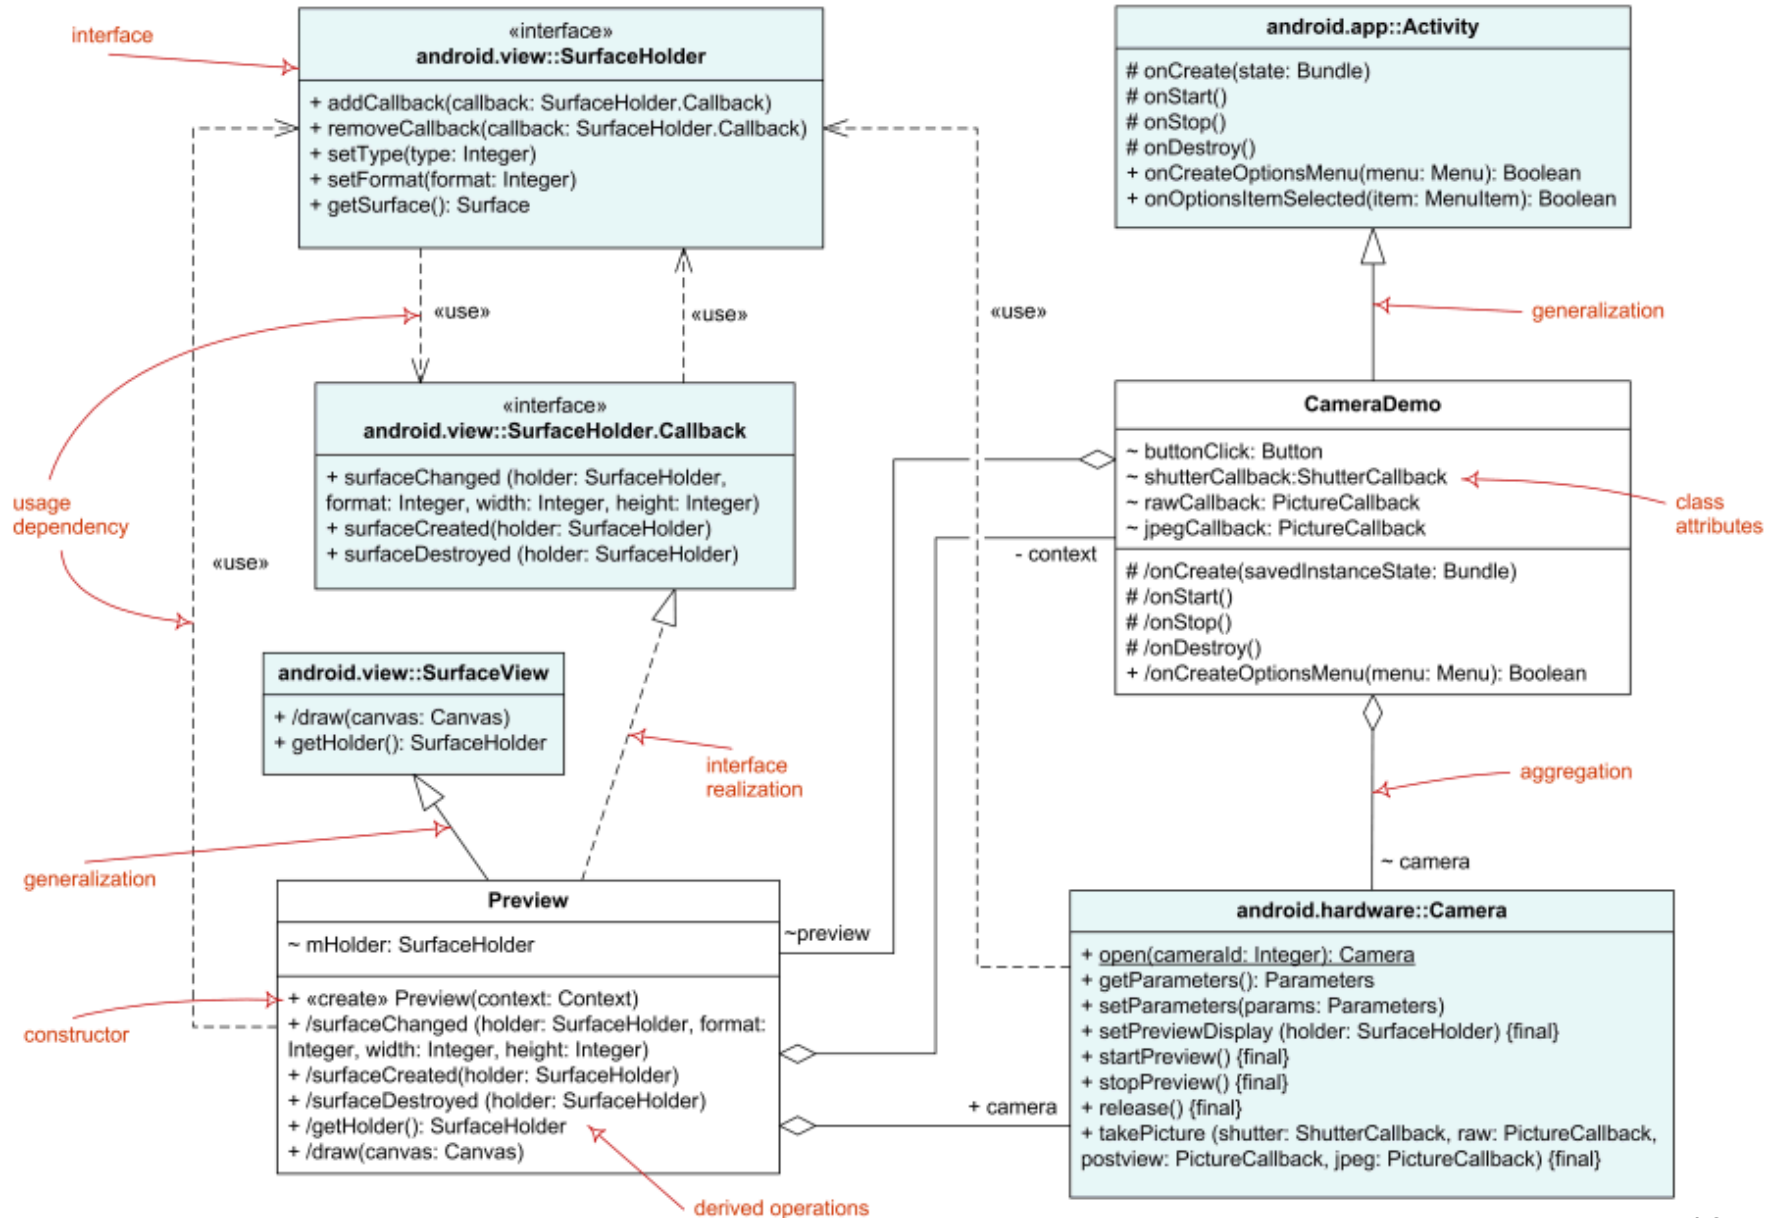 interface
«interface»
android.view::SurfaceHolder
+ addCallback(callback: SurfaceHolder.Callback)
+ removeCallback(callback: SurfaceHolder.Callback)
+ setType(type: Integer)
+ setFormat(format: Integer)
+ getSurface(): Surface
android.app::Activity
# onCreate(state: Bundle)
# onStart()
# onStop()
# onDestroy()
+ onCreateOptionsMenu(menu: Menu): Boolean
+ onOptionsItemSelected(item: MenuItem): Boolean
«use»
«use»
«use»
generalization
«interface»
android.view::SurfaceHolder.Callback
+ surfaceChanged (holder: SurfaceHolder,
format: Integer, width: Integer, height: Integer)
+ surfaceCreated(holder: SurfaceHolder)
+ surfaceDestroyed (holder: SurfaceHolder)
CameraDemo
~ buttonClick: Button
~ shutterCallback:ShutterCallback
~ rawCallback: PictureCallback
~ jpegCallback: PictureCallback
# /onCreate(savedInstanceState: Bundle)
# /onStart()
# /onStop()
# /onDestroy()
+ /onCreateOptionsMenu(menu: Menu): Boolean
class
attributes
usage
dependency
«use»
- context
android.view::SurfaceView
+ /draw(canvas: Canvas)
+ getHolder(): SurfaceHolder
interface
realization
aggregation
generalization
~ camera
Preview
~ mHolder: SurfaceHolder
+ «create» Preview(context: Context)
+ /surfaceChanged (holder: SurfaceHolder, format:
Integer, width: Integer, height: Integer)
+ /surfaceCreated(holder: SurfaceHolder)
+ /surfaceDestroyed (holder: SurfaceHolder)
+ /getHolder(): SurfaceHolder
+ /draw(canvas: Canvas)
~preview
constructor
+ camera
android.hardware::Camera
+ open(cameraId: Integer): Camera
+ getParameters(): Parameters
+ setParameters(params: Parameters)
+ setPreviewDisplay (holder: SurfaceHolder) {final}
+ startPreview() {final}
+ stopPreview() {final}
+ release() {final}
+ takePicture (shutter: ShutterCallback, raw: PictureCallback,
postview: PictureCallback, jpeg: PictureCallback) {final}
derived operations